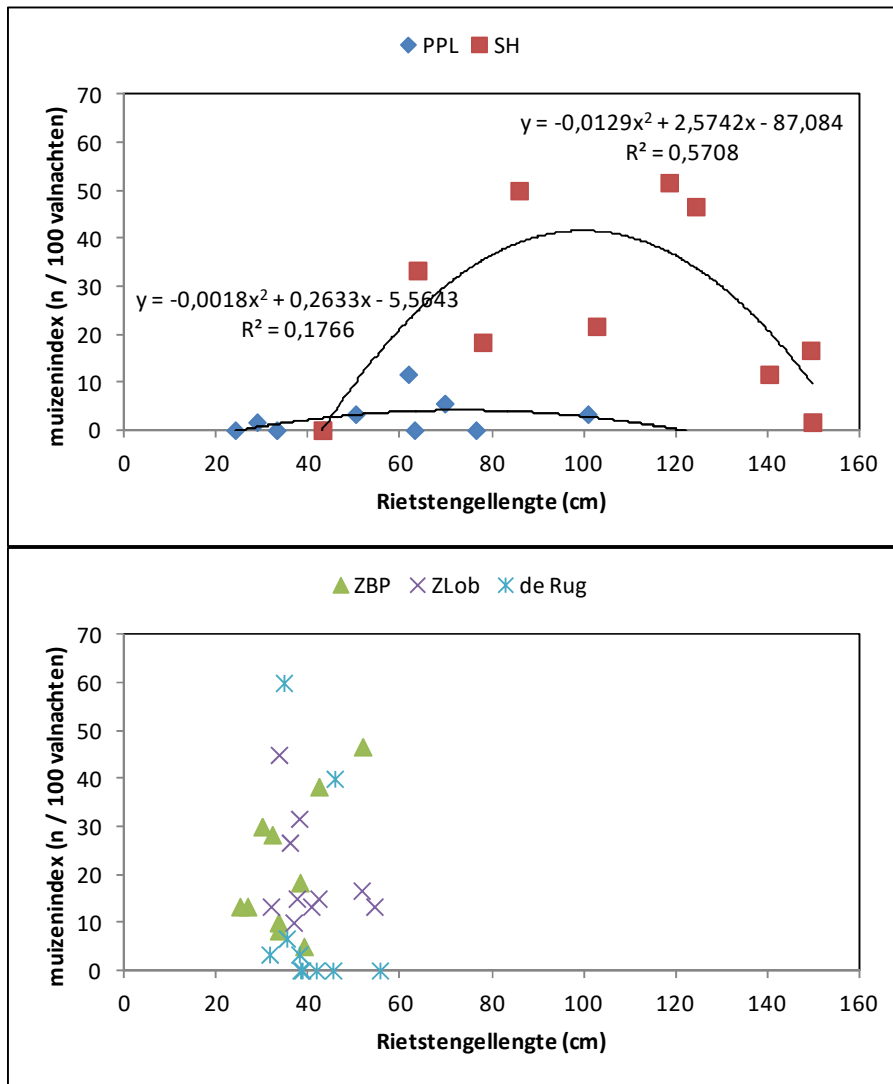 PPL SH
muizenindex (n / 100 valnachten)
70
60
50
40
30
20
10
0
y = -0,0129x² + 2,5742x - 87,084
R² = 0,5708
y = -0,0018x² + 0,2633x - 5,5643
R² = 0,1766
0 20 40 60 80 100 120 140 160
Rietstengellengte (cm)
ZBP ZLob de Rug
muizenindex (n / 100 valnachten)
70
60
50
40
30
20
10
0
0 20 40 60 80 100 120 140 160
Rietstengellengte (cm)